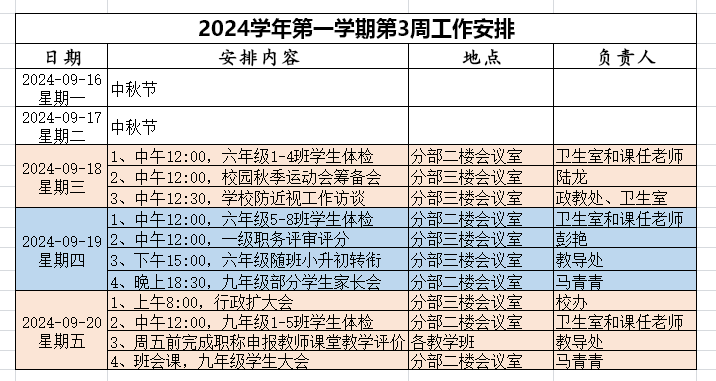 2024学年第一学期第3周工作安排
日期 安排内容 地点 负责人
2024-09-16
星期一
中秋节
2024-09-17
星期二
中秋节
2024-09-18
星期三
1、中午12:00，六年级1-4班学生体检 分部二楼会议室 卫生室和课任老师
2、中午12:00，校园秋季运动会筹备会 分部三楼会议室 陆龙
3、中午12:30，学校防近视工作访谈 分部三楼会议室 政教处、卫生室
2024-09-19
星期四
1、中午12:00，六年级5-8班学生体检 分部二楼会议室 卫生室和课任老师
2、中午12:00，一级职务评审评分 分部三楼会议室 彭艳
3、下午15:00，六年级随班小升初转衔 分部三楼会议室 教导处
4、晚上18:30，九年级部分学生家长会 分部二楼会议室 马青青
2024-09-20
星期五
1、上午8:00，行政扩大会 分部三楼会议室 校办
2、中午12:00，九年级1-5班学生体检 分部二楼会议室 卫生室和课任老师
3、周五前完成职称申报教师课堂教学评价 各教学班 教导处
4、班会课，九年级学生大会 分部二楼会议室 马青青